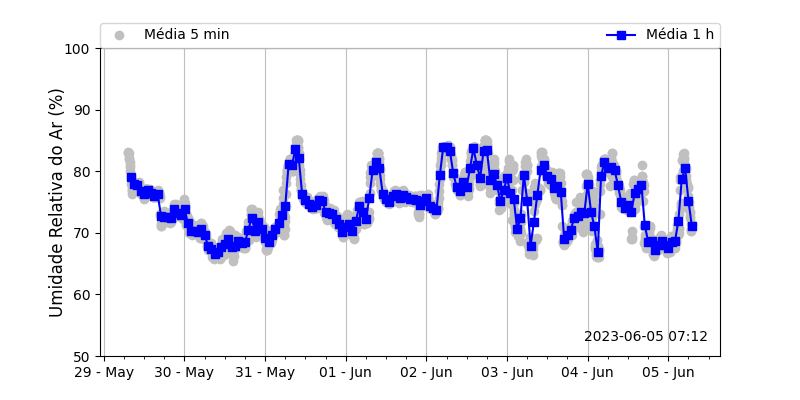 Média 5 min
Média 1 h
Umidade Relativa do Ar (%)
100
90
80
70
60
50
2023-06-05 07:12
29 - May
30 - May
31 - May
01 - Jun
02 - Jun
03 - Jun
04 - Jun
05 - Jun